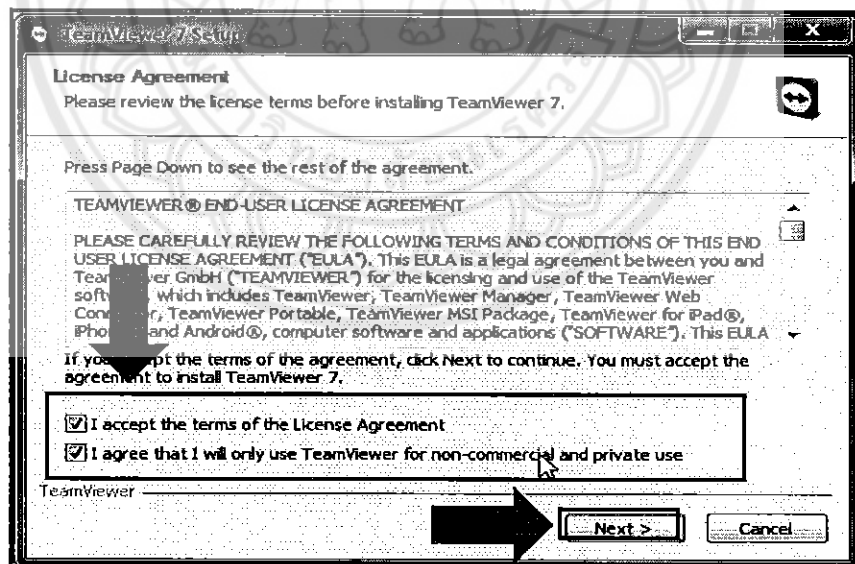 TeamViewer 7 Setup
License Agreement
Please review the license terms before installing TeamViewer 7.
Press Page Down to see the rest of the agreement.
TEAMVIEWER® END-USER LICENSE AGREEMENT
PLEASE CAREFULLY REVIEW THE FOLLOWING TERMS AND CONDITIONS OF THIS END
USER LICENSE AGREEMENT ("EULA"). This EULA is a legal agreement between you and
GmbH ("TEAMVIEWER") for the licensing and use of the TeamViewer
which includes TeamViewer, TeamViewer Manager, TeamViewer Web
TeamViewer Portable, TeamViewer MSI Package, TeamViewer for iPad®,
and Android®, computer software and applications ("SOFTWARE"). This EULA
If you accept the terms of the agreement, click Next to continue. You must accept the
agreement to install TeamViewer 7.
I accept the terms of the License Agreement
I agree that I will only use TeamViewer for non-commercial and private use
TeamViewer
Next >
Cancel